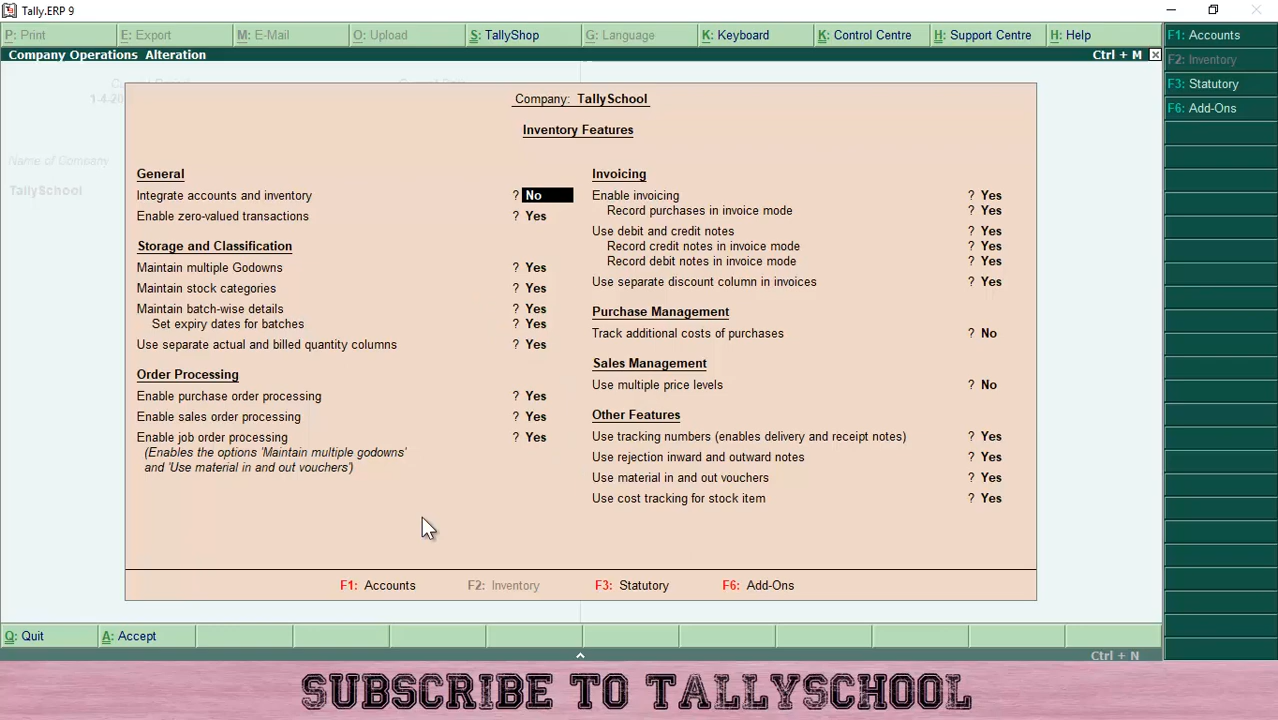 Tally.ERP 9
P: Print E: Export M: E-Mail O: Upload S: TallyShop G: Language K: Keyboard K: Control Centre H: Support Centre H: Help
Company Operations Alteration Ctrl + M
1-4-20
Name of Company
TallySchool
Company: TallySchool
Inventory Features
General
Integrate accounts and inventory ? No
Enable zero-valued transactions ? Yes
Storage and Classification
Maintain multiple Godowns ? Yes
Maintain stock categories ? Yes
Maintain batch-wise details ? Yes
Set expiry dates for batches ? Yes
Use separate actual and billed quantity columns ? Yes
Order Processing
Enable purchase order processing ? Yes
Enable sales order processing ? Yes
Enable job order processing ? Yes
(Enables the options 'Maintain multiple godowns'
and 'Use material in and out vouchers')
Invoicing
Enable invoicing ? Yes
Record purchases in invoice mode ? Yes
Use debit and credit notes ? Yes
Record credit notes in invoice mode ? Yes
Record debit notes in invoice mode ? Yes
Use separate discount column in invoices ? Yes
Purchase Management
Track additional costs of purchases ? No
Sales Management
Use multiple price levels ? No
Other Features
Use tracking numbers (enables delivery and receipt notes) ? Yes
Use rejection inward and outward notes ? Yes
Use material in and out vouchers ? Yes
Use cost tracking for stock item ? Yes
F1: Accounts F2: Inventory F3: Statutory F6: Add-Ons
F1: Accounts
F2: Inventory
F3: Statutory
F6: Add-Ons
Q: Quit A: Accept
Ctrl + N
SUBSCRIBE TO TALLYSCHOOL